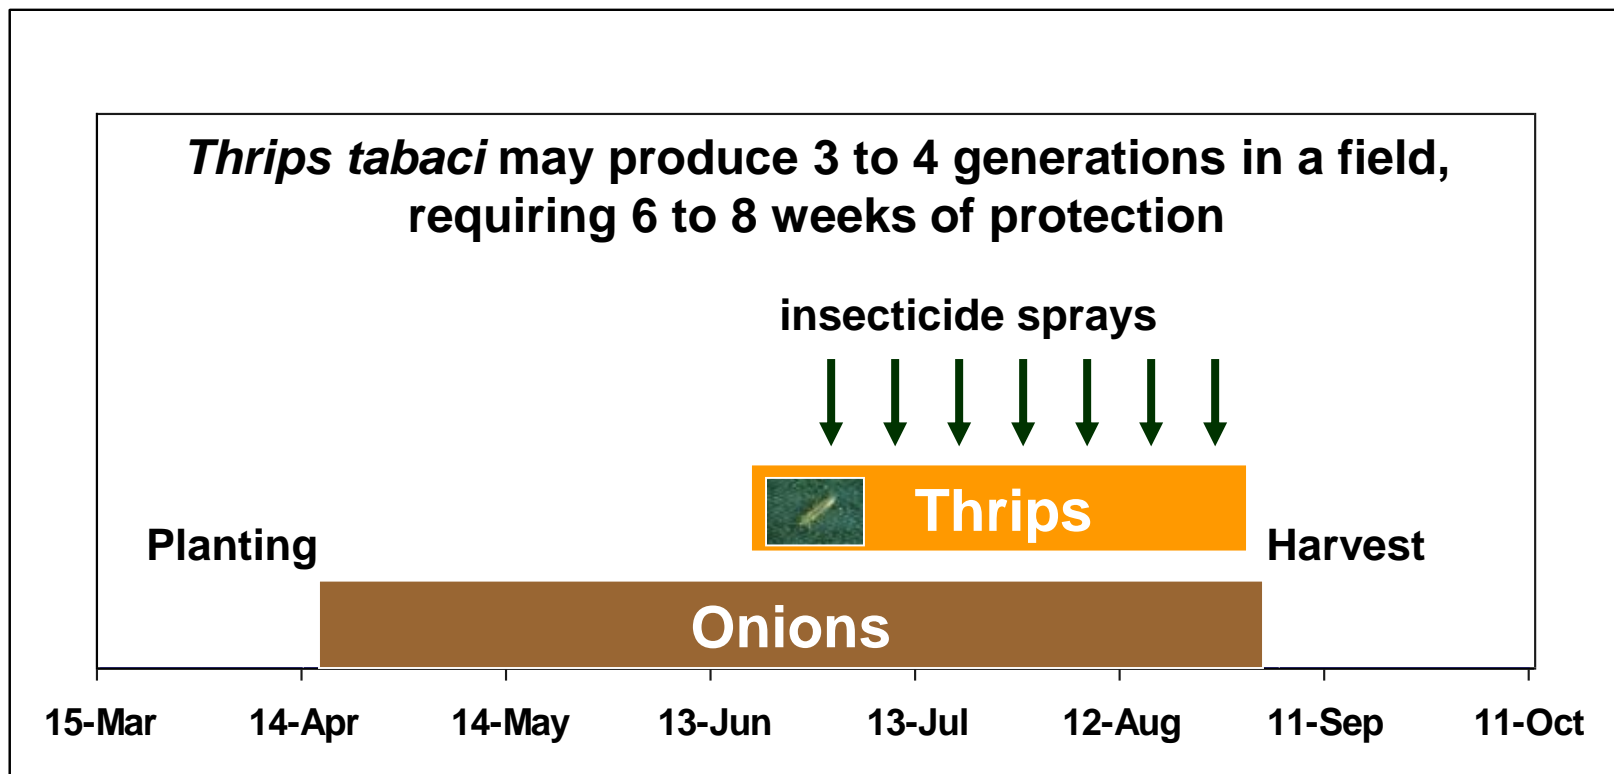 Thrips tabaci may produce 3 to 4 generations in a field,
requiring 6 to 8 weeks of protection
insecticide sprays
Thrips
Planting
Harvest
Onions
15-Mar
14-Apr
14-May
13-Jun
13-Jul
12-Aug
11-Sep
11-Oct